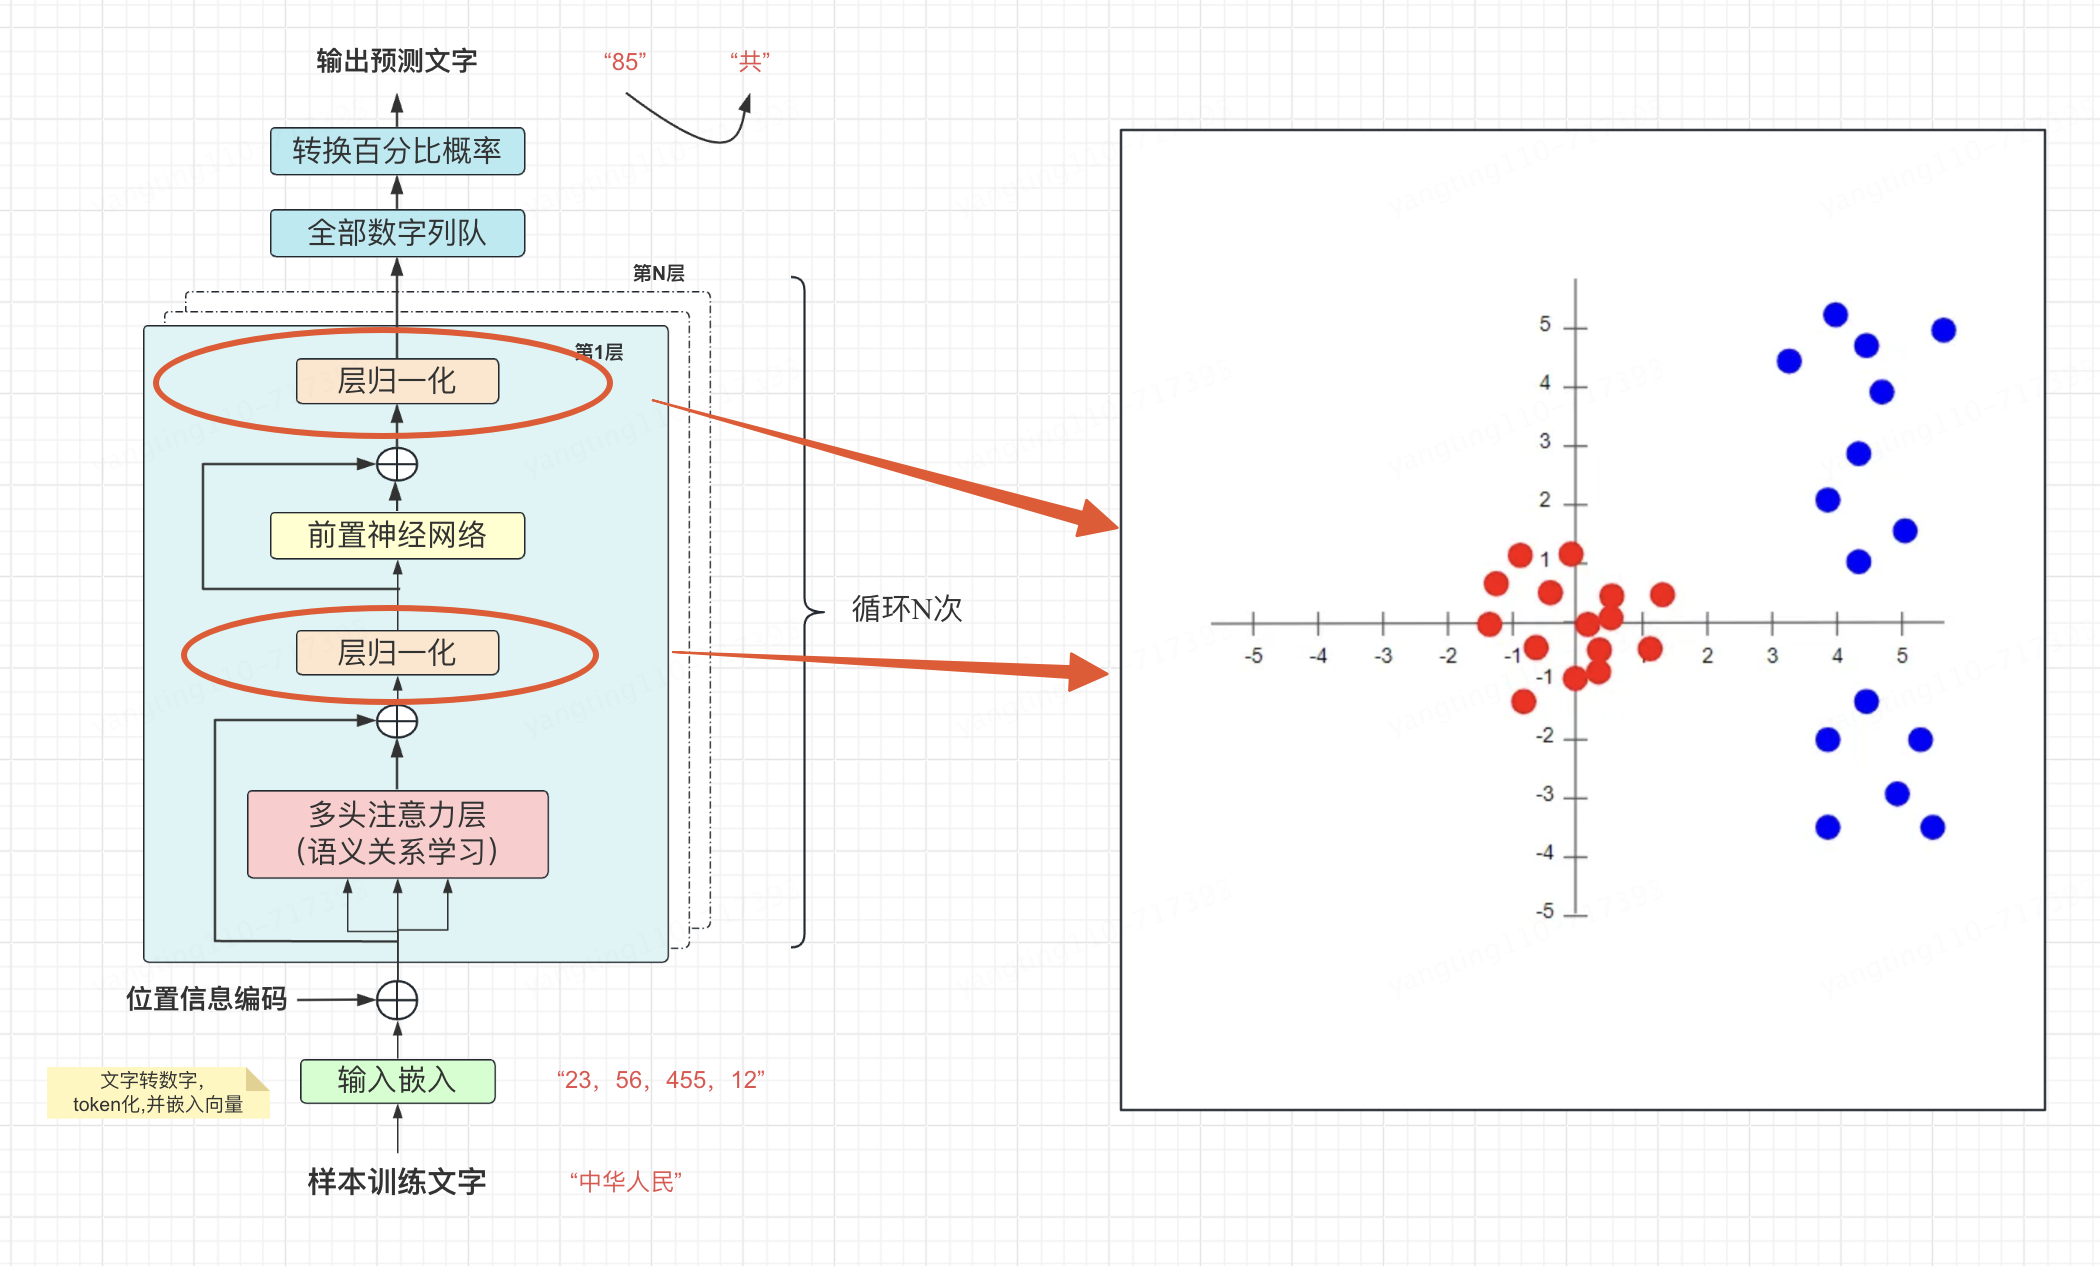 输出预测文字
“85”
“共”
转换百分比概率
全部数字列队
第N层
第1层
层归一化
前置神经网络
循环N次
层归一化
多头注意力层
（语义关系学习）
位置信息编码
输入嵌入
“23，56，455，12”
文字转数字，
token化,并嵌入向量
样本训练文字
“中华人民”
5
4
3
2
1
-5
-4
-3
-2
-1
2
3
4
5
-1
-2
-3
-4
-5
yangting110-717322